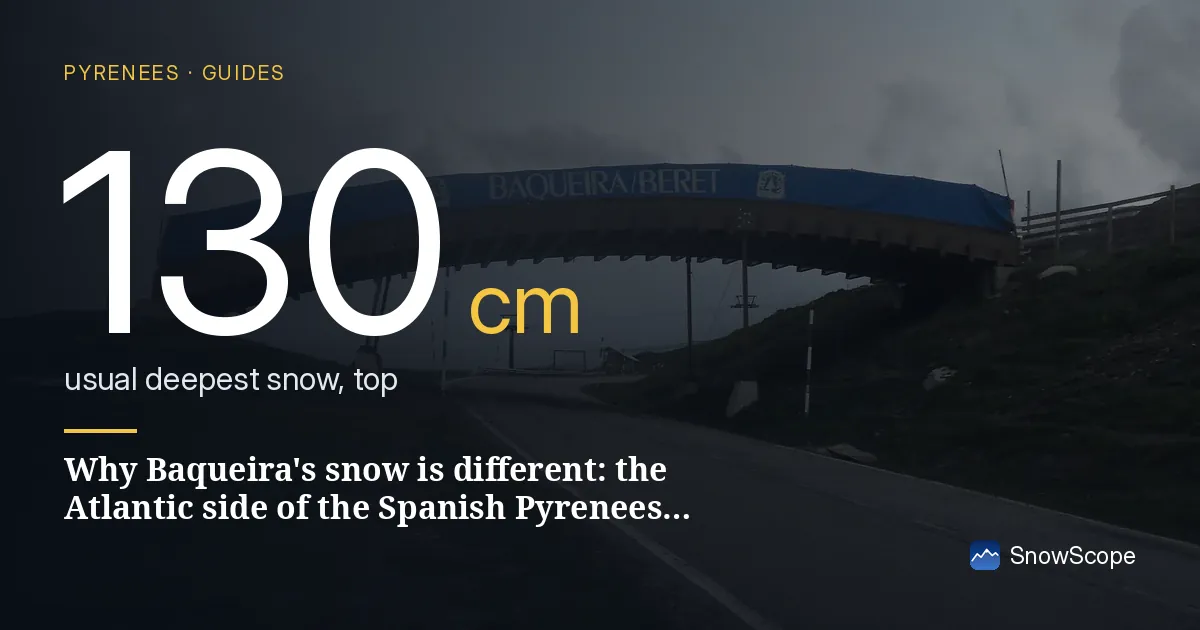 PYRENEES · GUIDES
BAQUEIRA/BERET
130 cm
usual deepest snow, top
Why Baqueira's snow is different: the
Atlantic side of the Spanish Pyrenees...
SnowScope